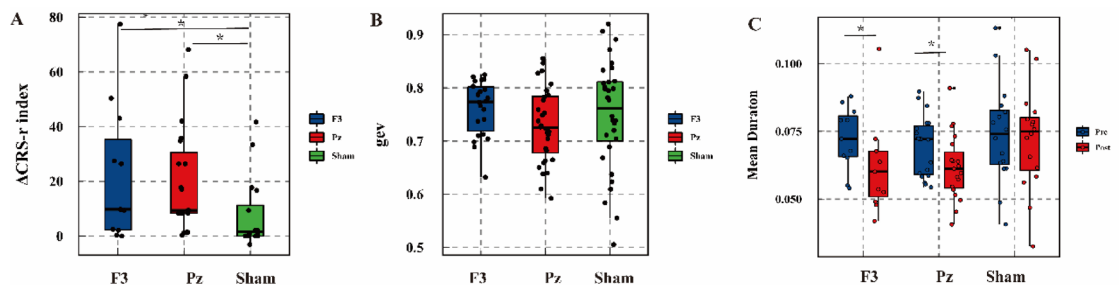 A
ΔCRS-r index
80
60
40
20
0
*
*
F3
Pz
Sham
F3
Pz
Sham
B
gev
0.9
0.8
0.7
0.6
0.5
F3
Pz
Sham
F3
Pz
Sham
C
Mean Duraton
0.100
0.075
0.050
*
*
F3
Pz
Sham
Pre
Post